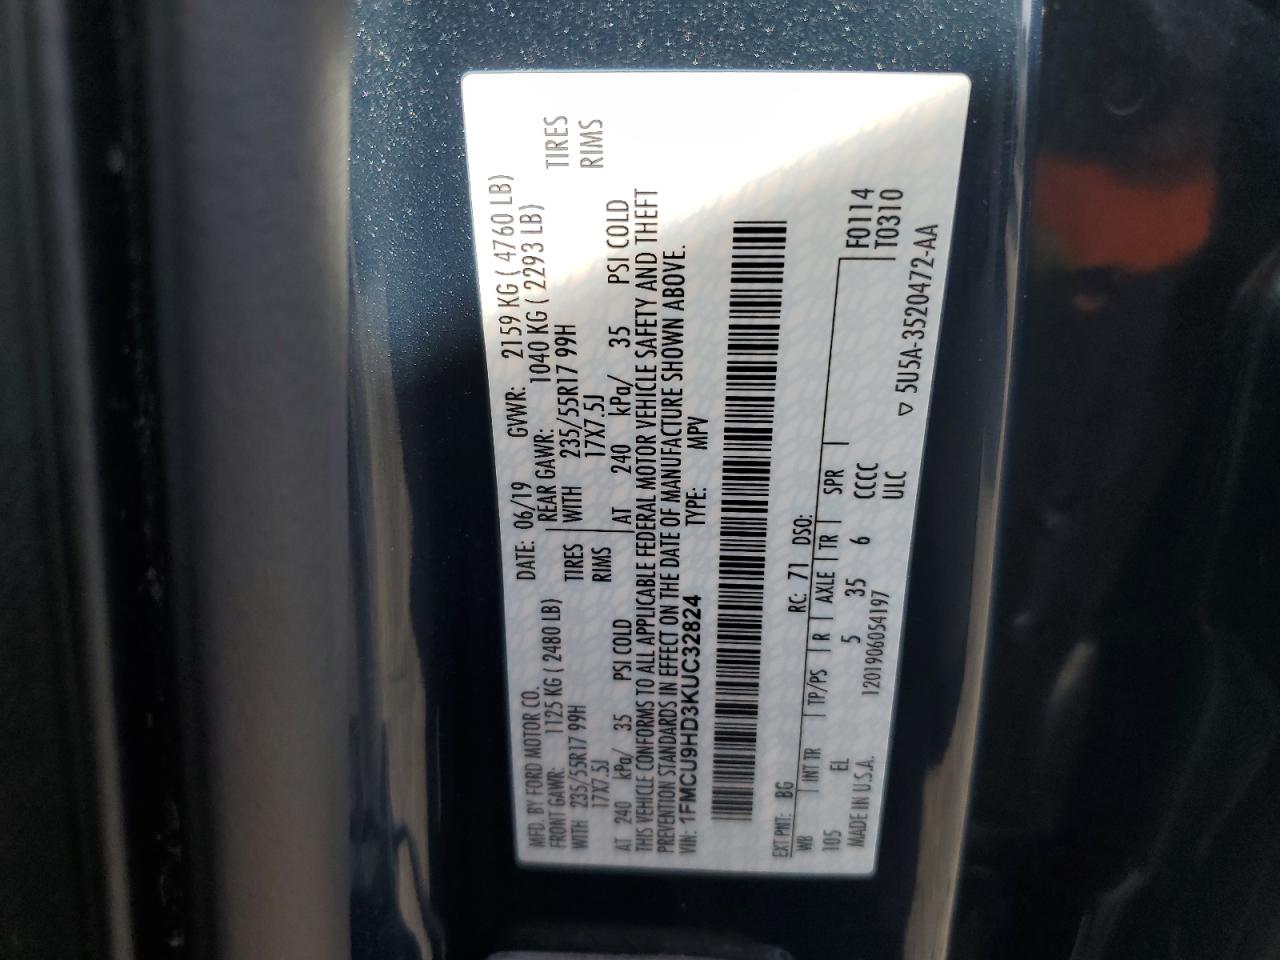 MFD. BY FORD MOTOR CO. DATE: 06/19 GVWR: 2159 KG ( 4760 LB)
FRONT GAWR: 1125 KG ( 2480 LB) REAR GAWR: 1040 KG ( 2293 LB)
WITH 235/55R17 99H TIRES WITH 235/55R17 99H TIRES
17X7.5J RIMS 17X7.5J RIMS
AT 240 kPa/ 35 PSI COLD AT 240 kPa/ 35 PSI COLD
THIS VEHICLE CONFORMS TO ALL APPLICABLE FEDERAL MOTOR VEHICLE SAFETY AND THEFT
PREVENTION STANDARDS IN EFFECT ON THE DATE OF MANUFACTURE SHOWN ABOVE.
VIN: 1FMCU9HD3KUC32824 TYPE: MPV
EXT PNT: BG RC: 71 DSO:
WB INT TR TP/PS R AXLE TR SPR F0114
105 EL 5 35 6 CCCC T0310
MADE IN U.S.A. 1201906054197 ULC ▽ 5U5A-3520472-AA